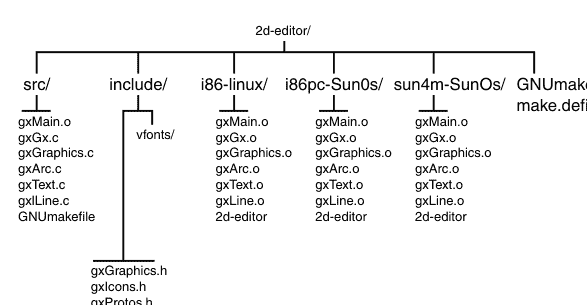 2d-editor/
src/ include/ i86-linux/ i86pc-Sun0s/ sun4m-SunOs/ GNUmake
make.defi
gxMain.o
gxGx.c
gxGraphics.c
gxArc.c
gxText.c
gxlLine.c
GNUmakefile
vfonts/
gxMain.o
gxGx.o
gxGraphics.o
gxArc.o
gxText.o
gxLine.o
2d-editor
gxMain.o
gxGx.o
gxGraphics.o
gxArc.o
gxText.o
gxLine.o
2d-editor
gxMain.o
gxGx.o
gxGraphics.o
gxArc.o
gxText.o
gxLine.o
2d-editor
gxGraphics.h
gxIcons.h
gxProtos.h